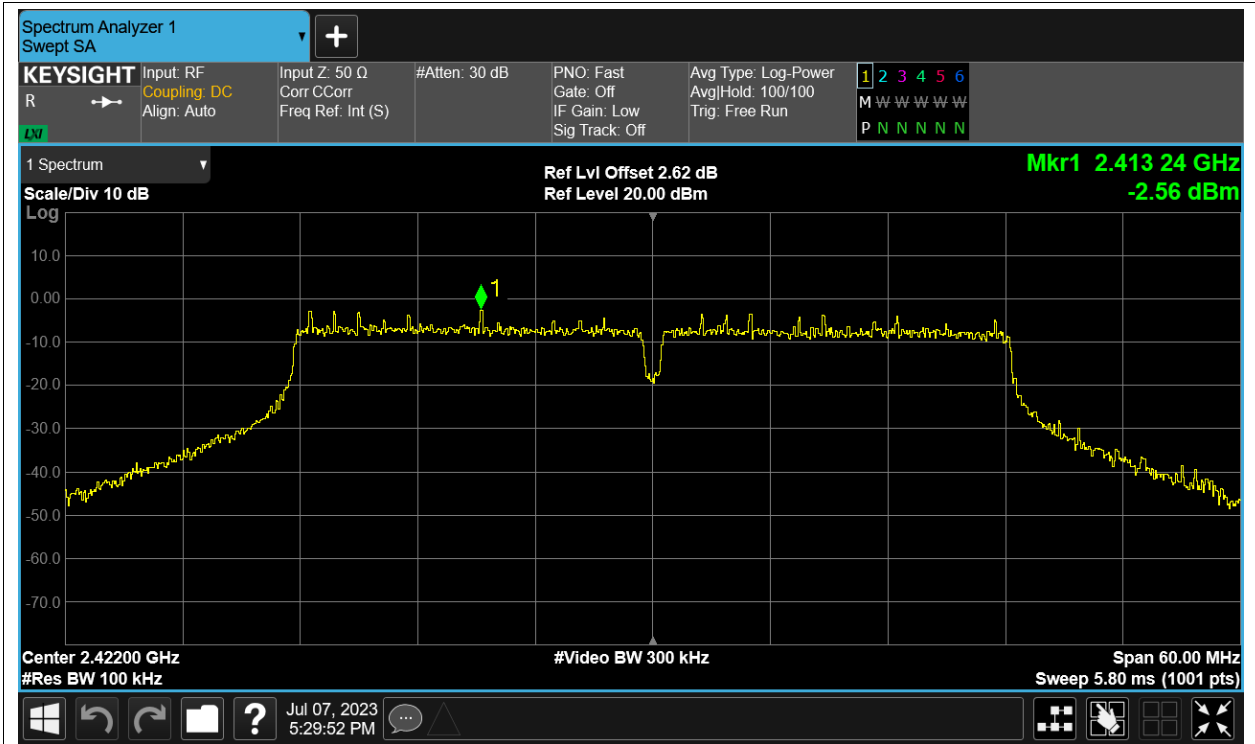 Spectrum Analyzer 1
Swept SA
+
KEYSIGHT
R
LXI
Input: RF
Coupling: DC
Align: Auto
Input Z: 50 Ω
Corr CCorr
Freq Ref: Int (S)
#Atten: 30 dB
PNO: Fast
Gate: Off
IF Gain: Low
Sig Track: Off
Avg Type: Log-Power
Avg|Hold: 100/100
Trig: Free Run
1 2 3 4 5 6
M W W W W W
P N N N N N
1 Spectrum
Scale/Div 10 dB
Log
Ref Lvl Offset 2.62 dB
Ref Level 20.00 dBm
Mkr1 2.413 24 GHz
-2.56 dBm
1
10.0
0.00
-10.0
-20.0
-30.0
-40.0
-50.0
-60.0
-70.0
Center 2.42200 GHz
#Video BW 300 kHz
Span 60.00 MHz
#Res BW 100 kHz
Sweep 5.80 ms (1001 pts)
?
Jul 07, 2023
5:29:52 PM